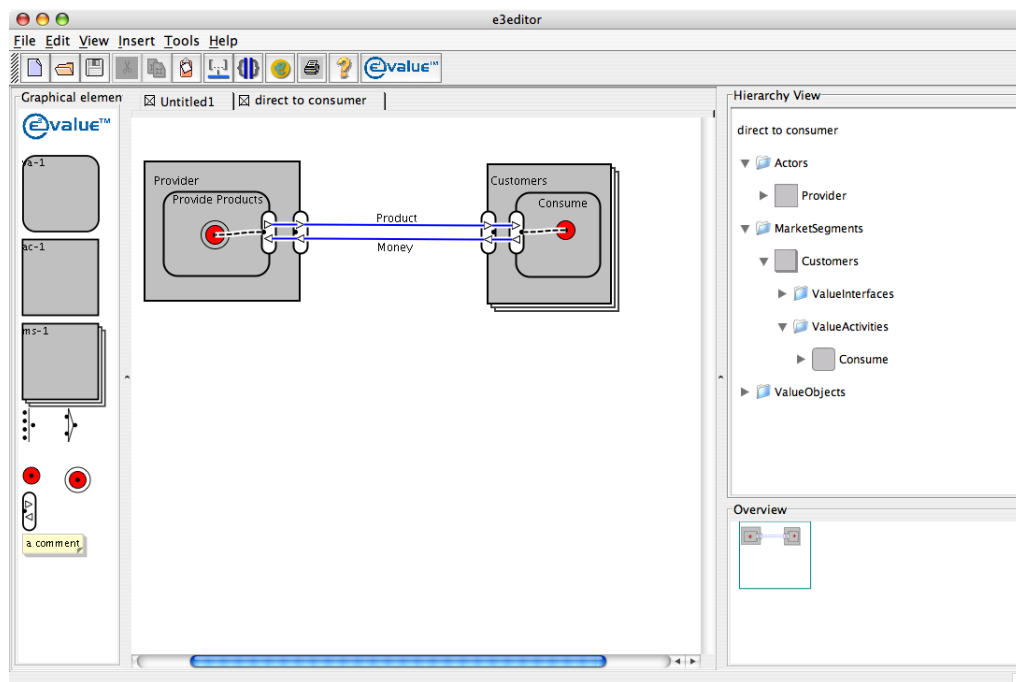 e3editor
File Edit View Insert Tools Help
e3value™
Graphical elemen
Untitled1
direct to consumer
Hierarchy View
e3value™
va-1
ac-1
ms-1
a comment
Provider
Provide Products
Product
Money
Customers
Consume
direct to consumer
Actors
Provider
MarketSegments
Customers
ValueInterfaces
ValueActivities
Consume
ValueObjects
Overview